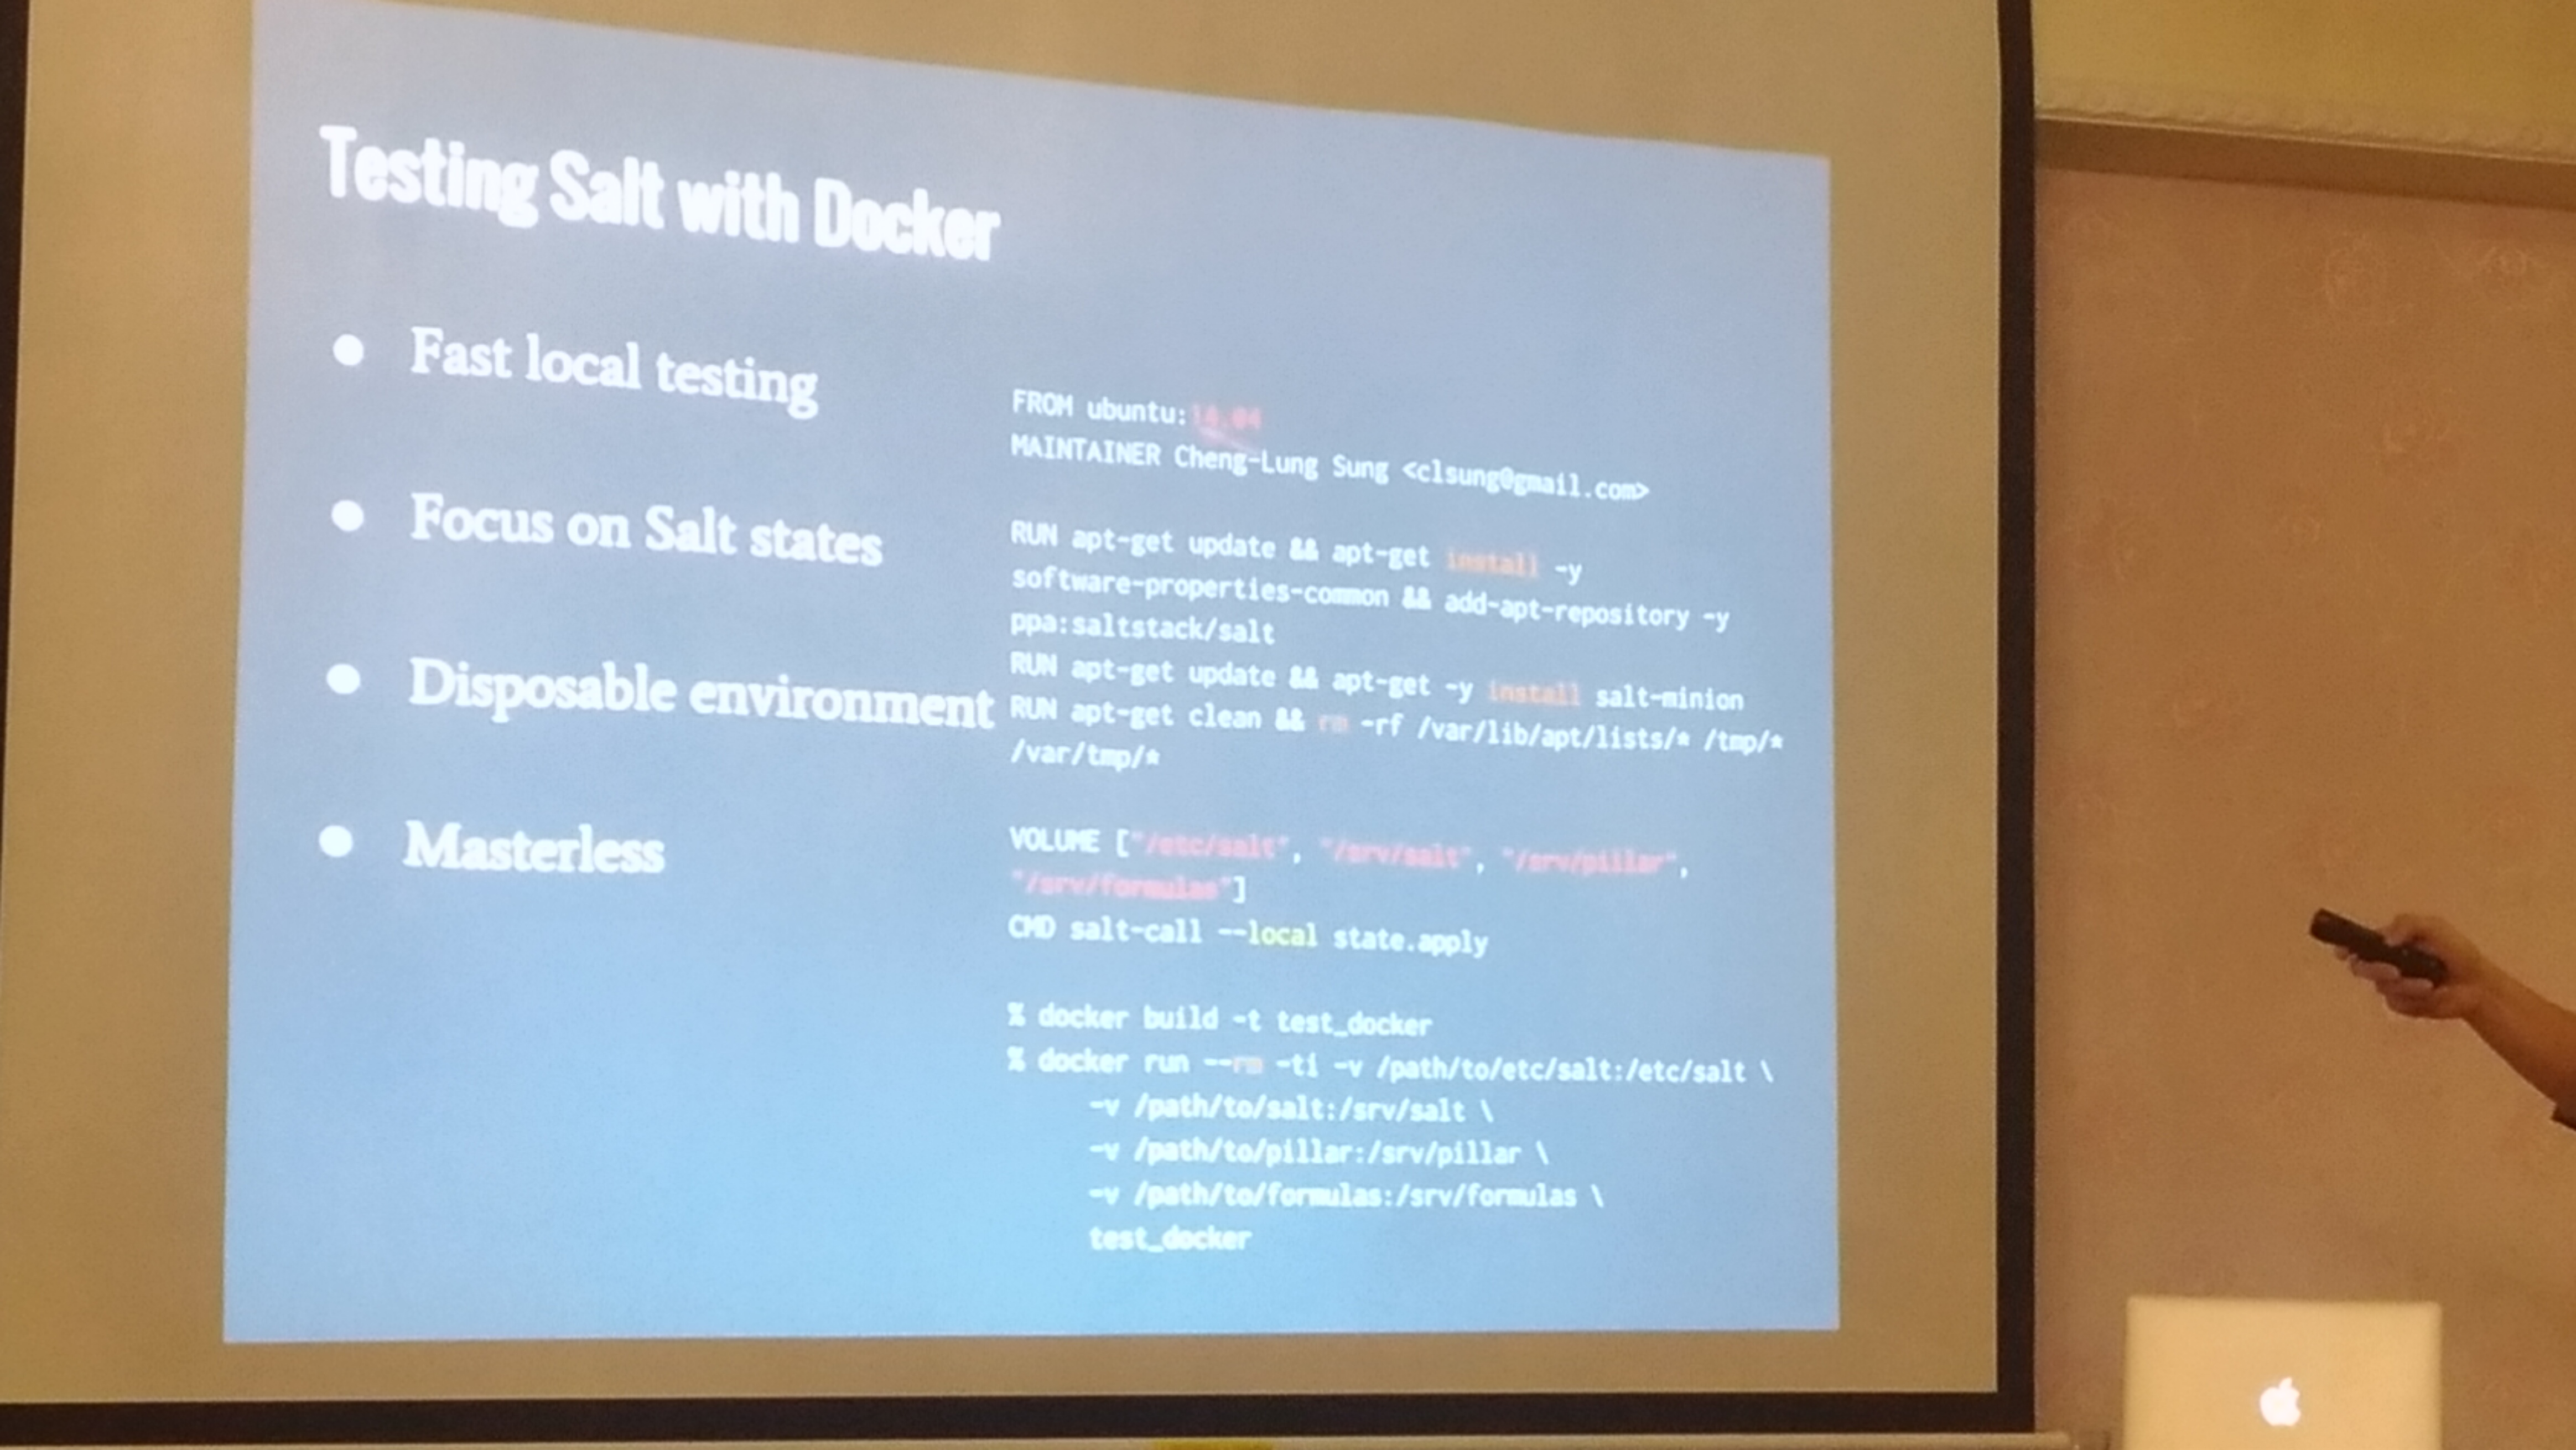 Testing Salt with Docker
● Fast local testing
● Focus on Salt states
● Disposable environment
● Masterless
FROM ubuntu:14.04
MAINTAINER Cheng-Lung Sung <clsung@gmail.com>
RUN apt-get update && apt-get install -y
software-properties-common && add-apt-repository -y
ppa:saltstack/salt
RUN apt-get update && apt-get -y install salt-minion
RUN apt-get clean && rm -rf /var/lib/apt/lists/* /tmp/*
/var/tmp/*
VOLUME ["/etc/salt", "/srv/salt", "/srv/pillar",
"/srv/formulas"]
CMD salt-call --local state.apply
% docker build -t test_docker
% docker run --rm -ti -v /path/to/etc/salt:/etc/salt \
-v /path/to/salt:/srv/salt \
-v /path/to/pillar:/srv/pillar \
-v /path/to/formulas:/srv/formulas \
test_docker